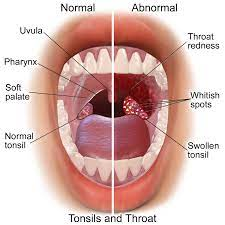 Normal
Abnormal
Uvula
Pharynx
Soft
palate
Normal
tonsil
Throat
redness
Whitish
spots
Swollen
tonsil
Tonsils and Throat